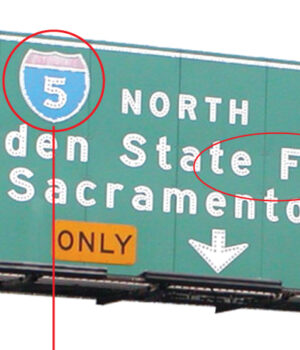 5
NORTH
den State F
Sacramento
ONLY